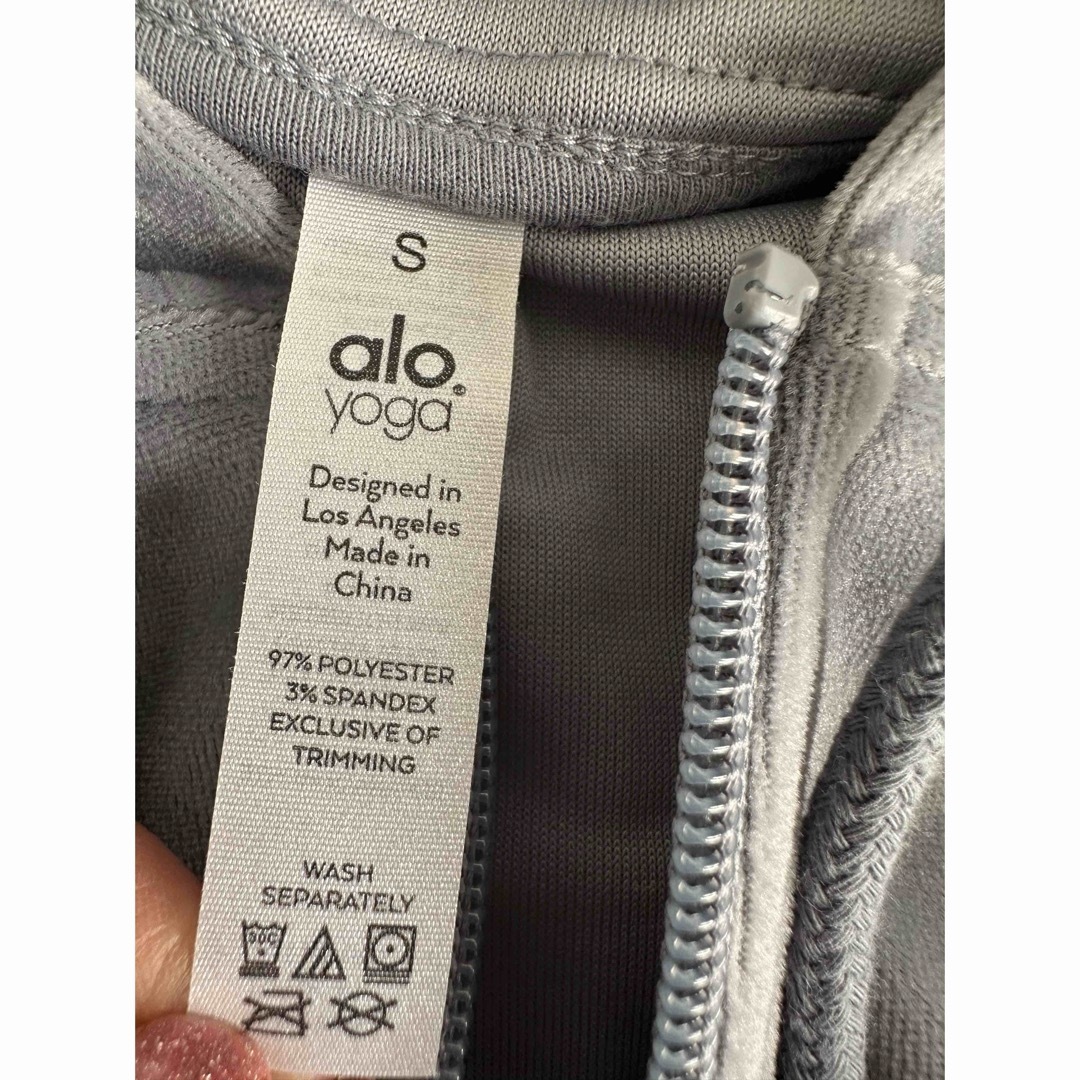 S
alo
yoga
Designed in
Los Angeles
Made in
China
97% POLYESTER
3% SPANDEX
EXCLUSIVE OF
TRIMMING
WASH
SEPARATELY